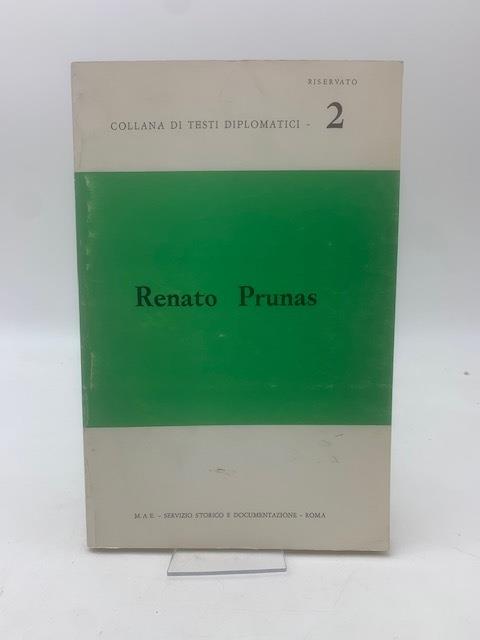 RISERVATO
COLLANA DI TESTI DIPLOMATICI - 2
Renato Prunas
M.A.E. - SERVIZIO STORICO E DOCUMENTAZIONE - ROMA